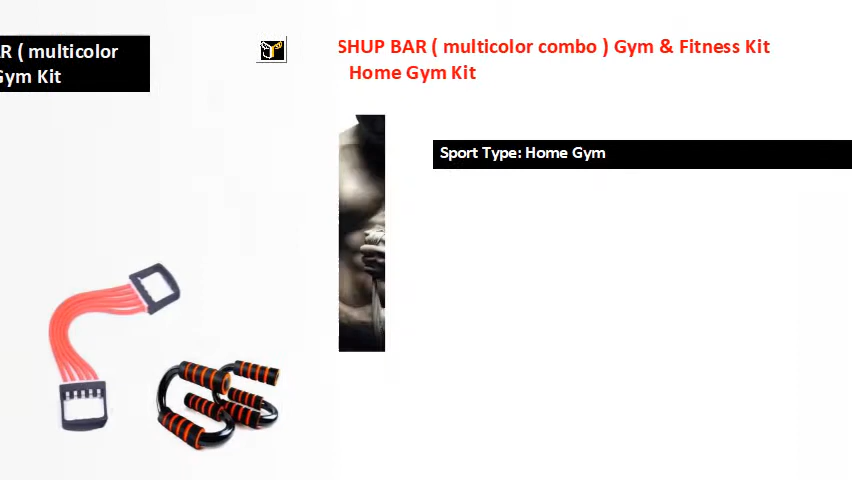 R ( multicolor
Gym Kit
SHUP BAR ( multicolor combo ) Gym & Fitness Kit
Home Gym Kit
Sport Type: Home Gym